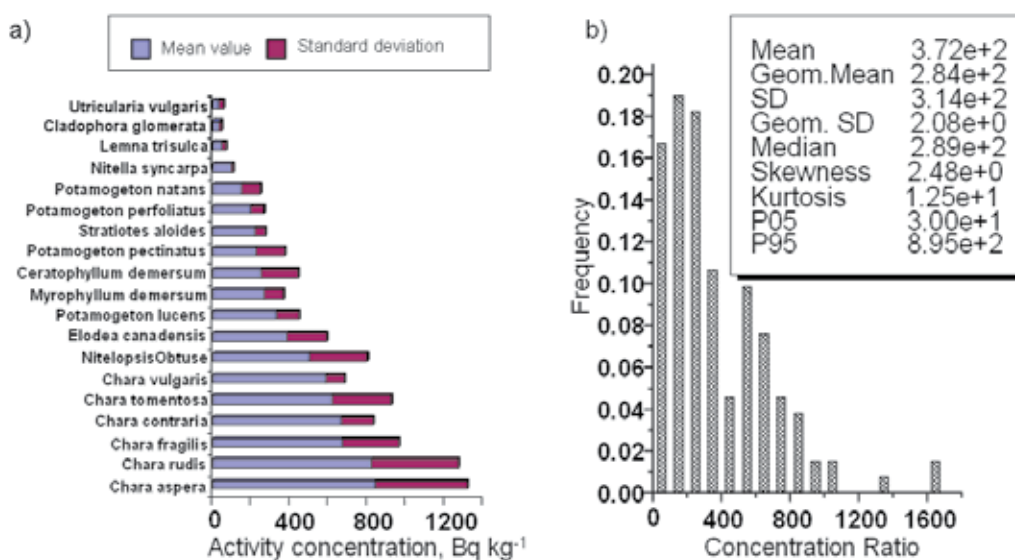 a)
Mean value Standard deviation
Utricularia vulgaris
Cladophora glomerata
Lemna trisulca
Nitella syncarpa
Potamogeton natans
Potamogeton perfoliatus
Stratiotes aloides
Potamogeton pectinatus
Ceratophyllum demersum
Myrophyllum demersum
Potamogeton lucens
Elodea canadensis
NitelopsisObtuse
Chara vulgaris
Chara tomentosa
Chara contraria
Chara fragilis
Chara rudis
Chara aspera
0 400 800 1200
Activity concentration, Bq kg-1
b)
Mean 3.72e+2
Geom.Mean 2.84e+2
SD 3.14e+2
Geom. SD 2.08e+0
Median 2.89e+2
Skewness 2.48e+0
Kurtosis 1.25e+1
P05 3.00e+1
P95 8.95e+2
Frequency
0.20
0.18
0.16
0.14
0.12
0.10
0.08
0.06
0.04
0.02
0.00
0 400 800 1200 1600
Concentration Ratio